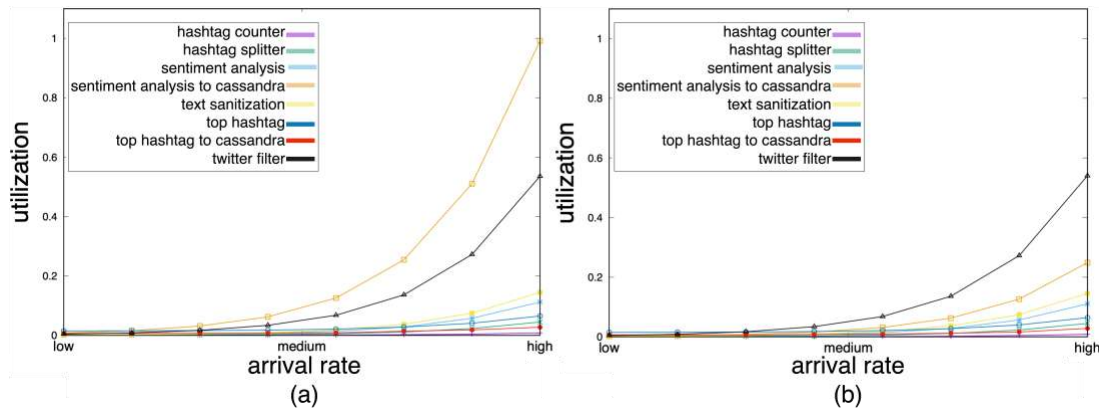 1
0.8
0.6
0.4
0.2
0
utilization
hashtag counter
hashtag splitter
sentiment analysis
sentiment analysis to cassandra
text sanitization
top hashtag
top hashtag to cassandra
twitter filter
low medium high
arrival rate
(a)
1
0.8
0.6
0.4
0.2
0
utilization
hashtag counter
hashtag splitter
sentiment analysis
sentiment analysis to cassandra
text sanitization
top hashtag
top hashtag to cassandra
twitter filter
low medium high
arrival rate
(b)